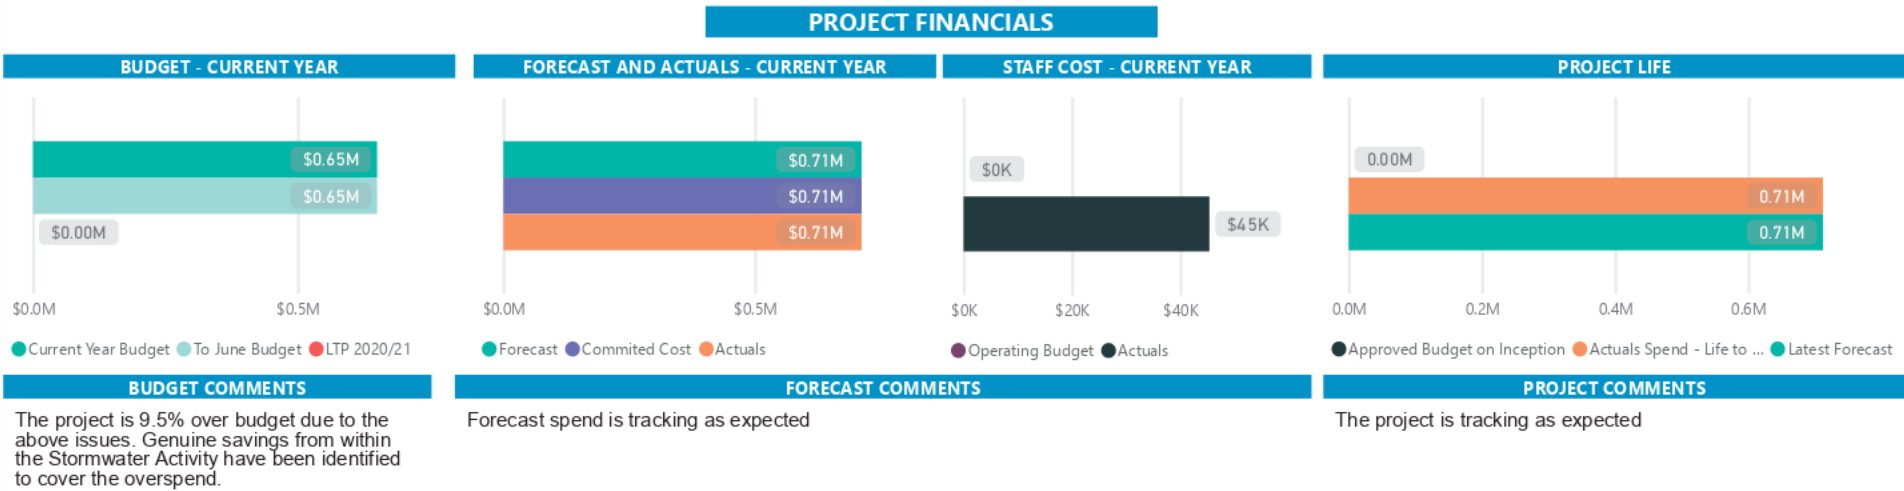 PROJECT FINANCIALS
BUDGET - CURRENT YEAR
$0.65M
$0.65M
$0.00M
$0.0M $0.5M
Current Year Budget To June Budget LTP 2020/21
FORECAST AND ACTUALS - CURRENT YEAR
$0.71M
$0.71M
$0.71M
$0.0M $0.5M
Forecast Commited Cost Actuals
STAFF COST - CURRENT YEAR
$0K
$45K
$0K $20K $40K
Operating Budget Actuals
PROJECT LIFE
0.00M
0.71M
0.71M
0.0M 0.2M 0.4M 0.6M
Approved Budget on Inception Actuals Spend - Life to ... Latest Forecast
BUDGET COMMENTS
The project is 9.5% over budget due to the
above issues. Genuine savings from within
the Stormwater Activity have been identified
to cover the overspend.
FORECAST COMMENTS
Forecast spend is tracking as expected
PROJECT COMMENTS
The project is tracking as expected